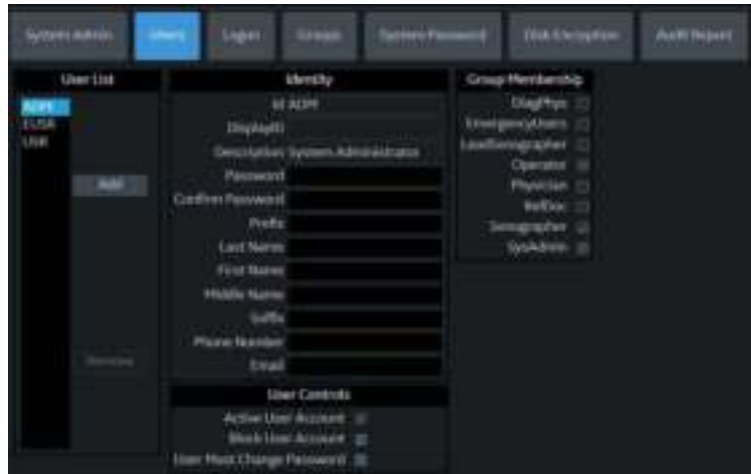 System Admin
Users
Logon
Groups
System Password
Disk Encryption
Audit Report
User List
ADM
EUSR
USR
Add
Remove
Identity
Id ADM
DisplayID
Description System Administrator
Password
Confirm Password
Prefix
Last Name
First Name
Middle Name
Suffix
Phone Number
Email
User Controls
Active User Account
Block User Account
User Must Change Password
Group Membership
DiagPhys
EmergencyUsers
LeadSonographer
Operator
Physician
RefDoc
Sonographer
SysAdmin